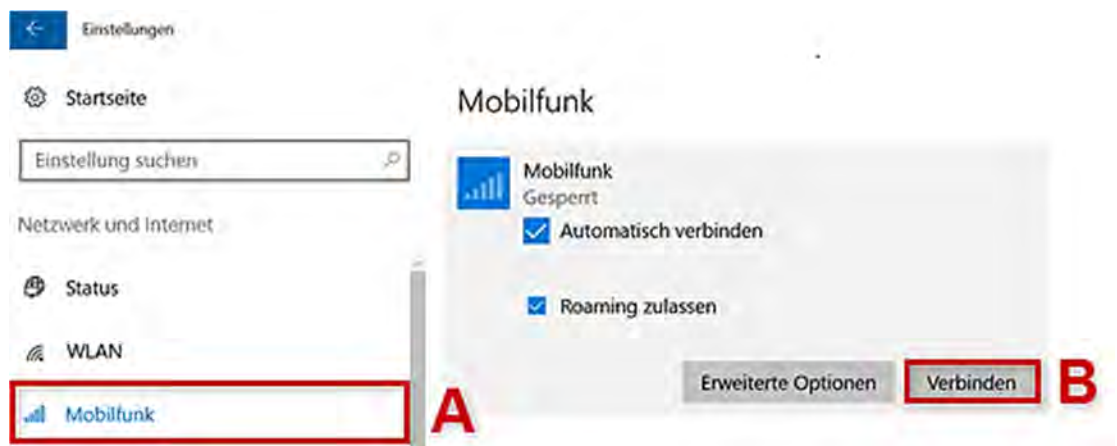 Einstellungen
Startseite
Einstellung suchen
Netzwerk und Internet
Status
WLAN
Mobilfunk
A
Mobilfunk
Mobilfunk
Gesperrt
Automatisch verbinden
Roaming zulassen
Erweiterte Optionen
Verbinden
B